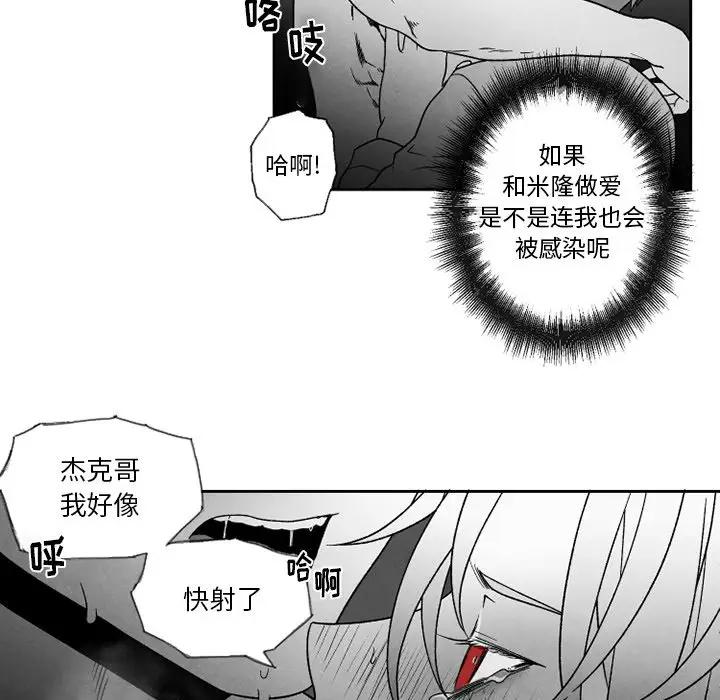 咯
吱
哈啊!
如果
和米隆做爱
是不是连我也会
被感染呢
杰克哥
我好像
呼
哈
啊
快射了